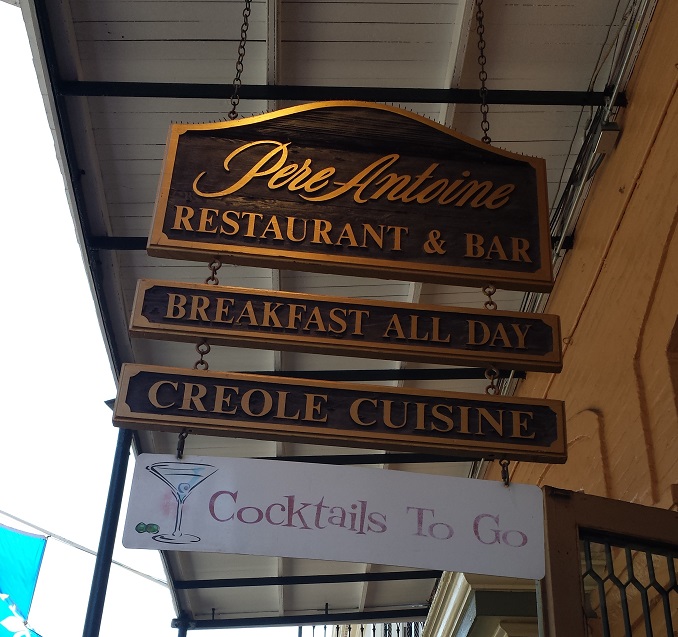 Pere Antoine
RESTAURANT & BAR
BREAKFAST ALL DAY
CREOLE CUISINE
Cocktails To Go